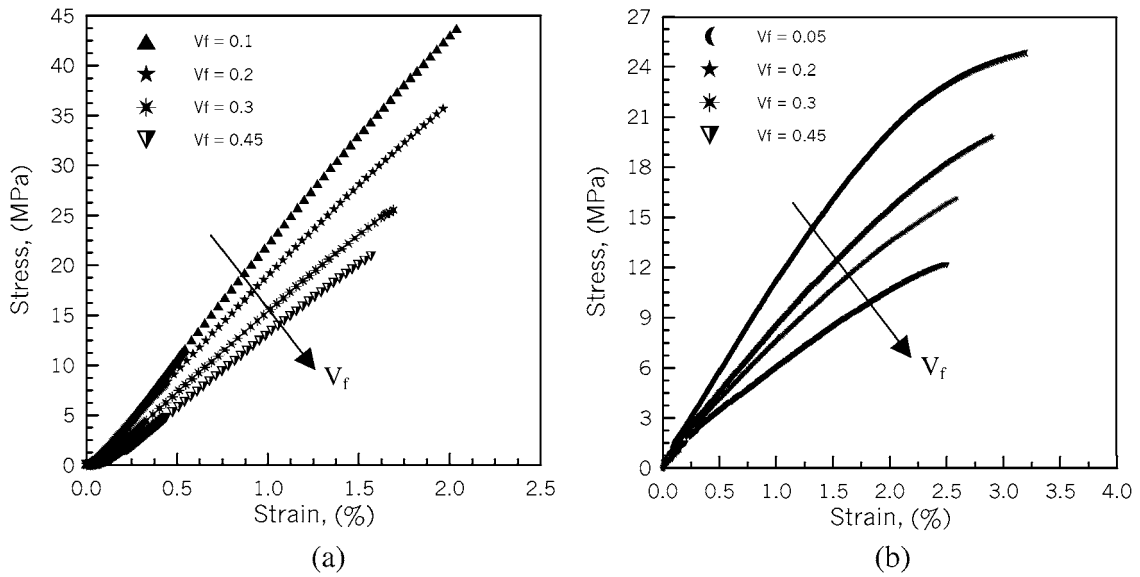 45
40
35
30
25
20
15
10
5
0
Stress, (MPa)
Vf = 0.1
Vf = 0.2
Vf = 0.3
Vf = 0.45
Vf
0.0 0.5 1.0 1.5 2.0 2.5
Strain, (%)
(a)
27
24
21
18
15
12
9
6
3
0
Stress, (MPa)
Vf = 0.05
Vf = 0.2
Vf = 0.3
Vf = 0.45
Vf
0.0 0.5 1.0 1.5 2.0 2.5 3.0 3.5 4.0
Strain, (%)
(b)